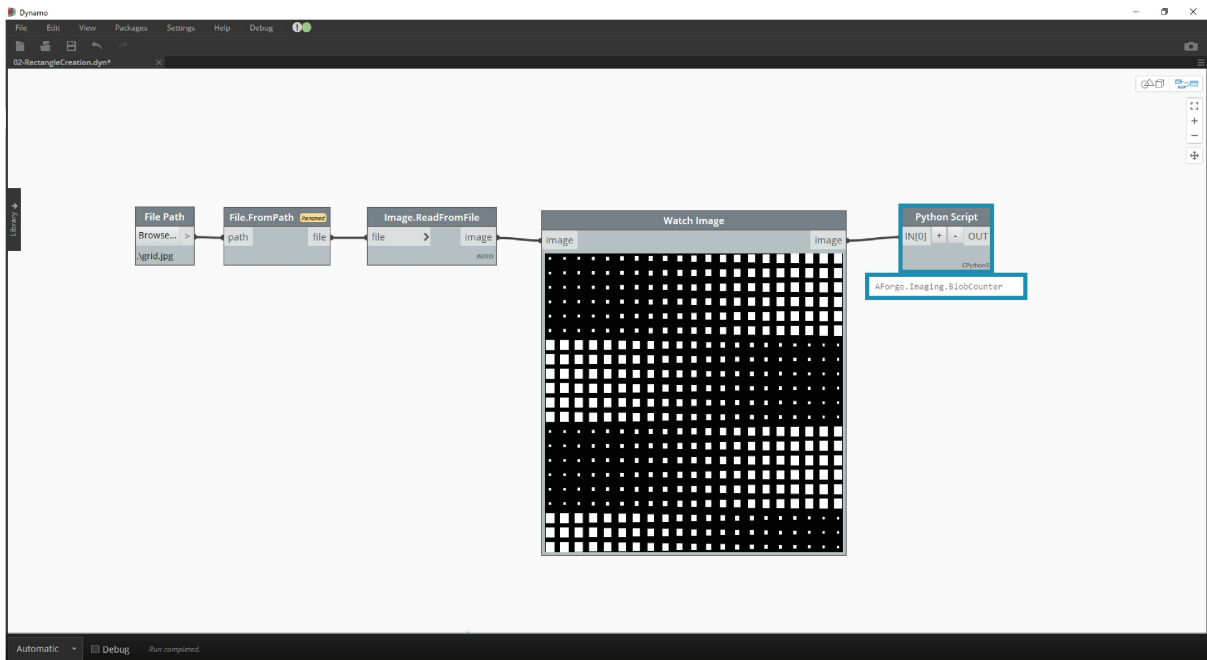 Dynamo
File Edit View Packages Settings Help Debug
02-RectangleCreation.dyn*
Library
File Path
Browse... >
.\grid.jpg
File.FromPath Renamed
path file
Image.ReadFromFile
file > image
AUTO
Watch Image
image image
Python Script
IN[0] + - OUT
CPython3
AForge.Imaging.BlobCounter
Automatic Debug Run completed.